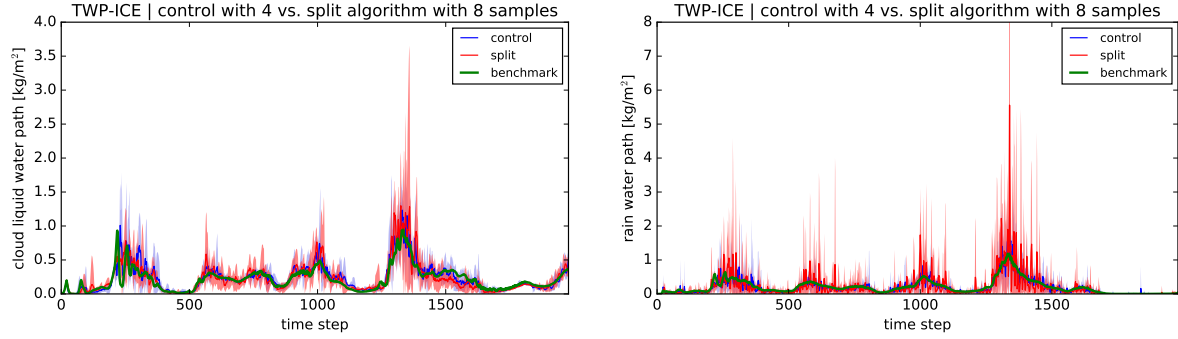 TWP-ICE | control with 4 vs. split algorithm with 8 samples
cloud liquid water path [kg/m²]
4.0
3.5
3.0
2.5
2.0
1.5
1.0
0.5
0.0
control
split
benchmark
0 500 1000 1500
time step
TWP-ICE | control with 4 vs. split algorithm with 8 samples
rain water path [kg/m²]
8
7
6
5
4
3
2
1
0
control
split
benchmark
0 500 1000 1500
time step